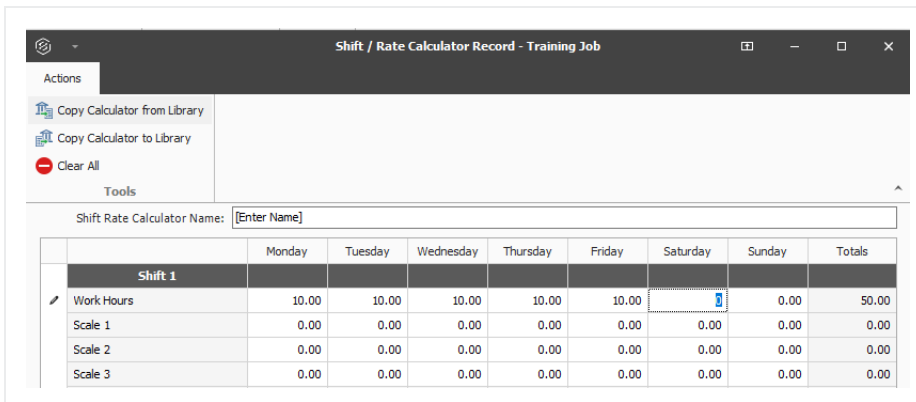 Shift / Rate Calculator Record - Training Job
Actions
Copy Calculator from Library
Copy Calculator to Library
Clear All
Tools
Shift Rate Calculator Name: [Enter Name]
Monday Tuesday Wednesday Thursday Friday Saturday Sunday Totals
Shift 1
Work Hours 10.00 10.00 10.00 10.00 10.00 0 0.00 50.00
Scale 1 0.00 0.00 0.00 0.00 0.00 0.00 0.00 0.00
Scale 2 0.00 0.00 0.00 0.00 0.00 0.00 0.00 0.00
Scale 3 0.00 0.00 0.00 0.00 0.00 0.00 0.00 0.00